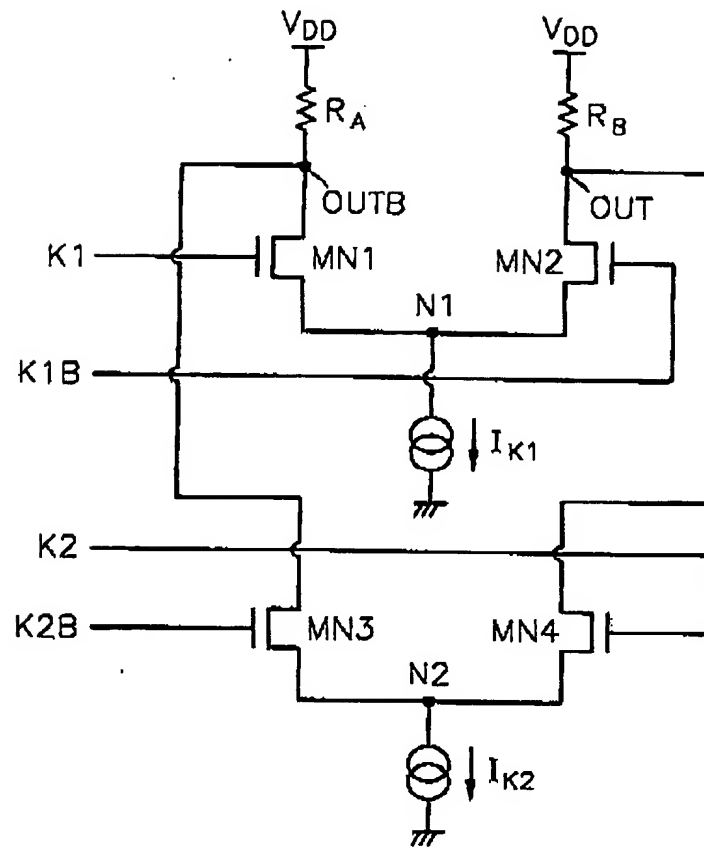 VDD
VDD
RA
RB
OUTB
OUT
K1
MN1
MN2
N1
K1B
IK1
K2
K2B
MN3
MN4
N2
IK2